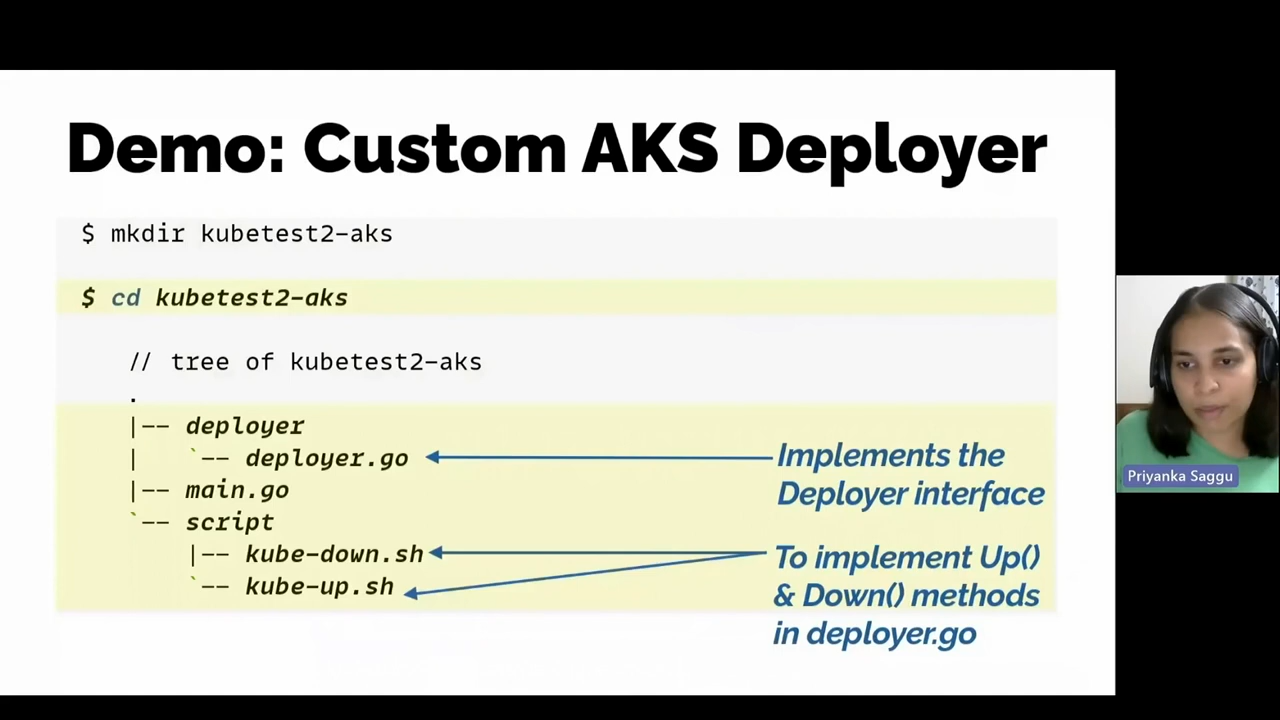 Demo: Custom AKS Deployer
$ mkdir kubetest2-aks
$ cd kubetest2-aks
// tree of kubetest2-aks
.
|-- deployer
|   `-- deployer.go
|-- main.go
`-- script
    |-- kube-down.sh
    `-- kube-up.sh
Implements the
Deployer interface
To implement Up()
& Down() methods
in deployer.go
Priyanka Saggu